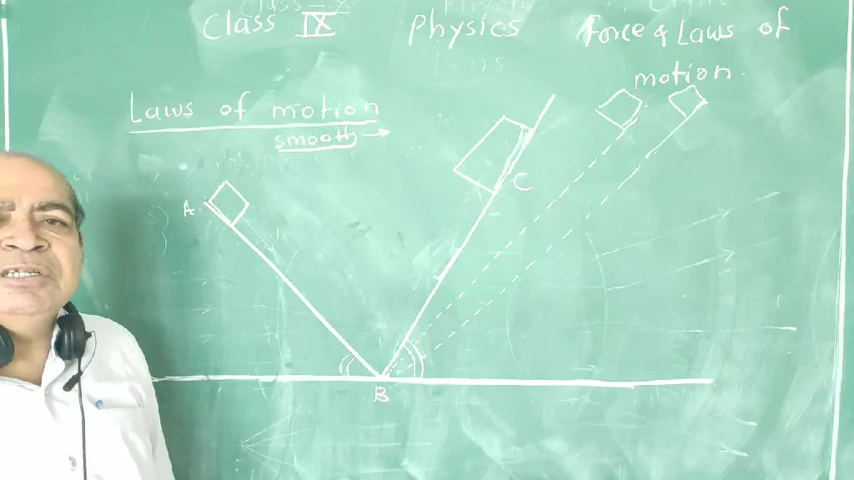 Class IX Physics Force & Laws of
motion.
Laws of motion
smooth
A
C
B